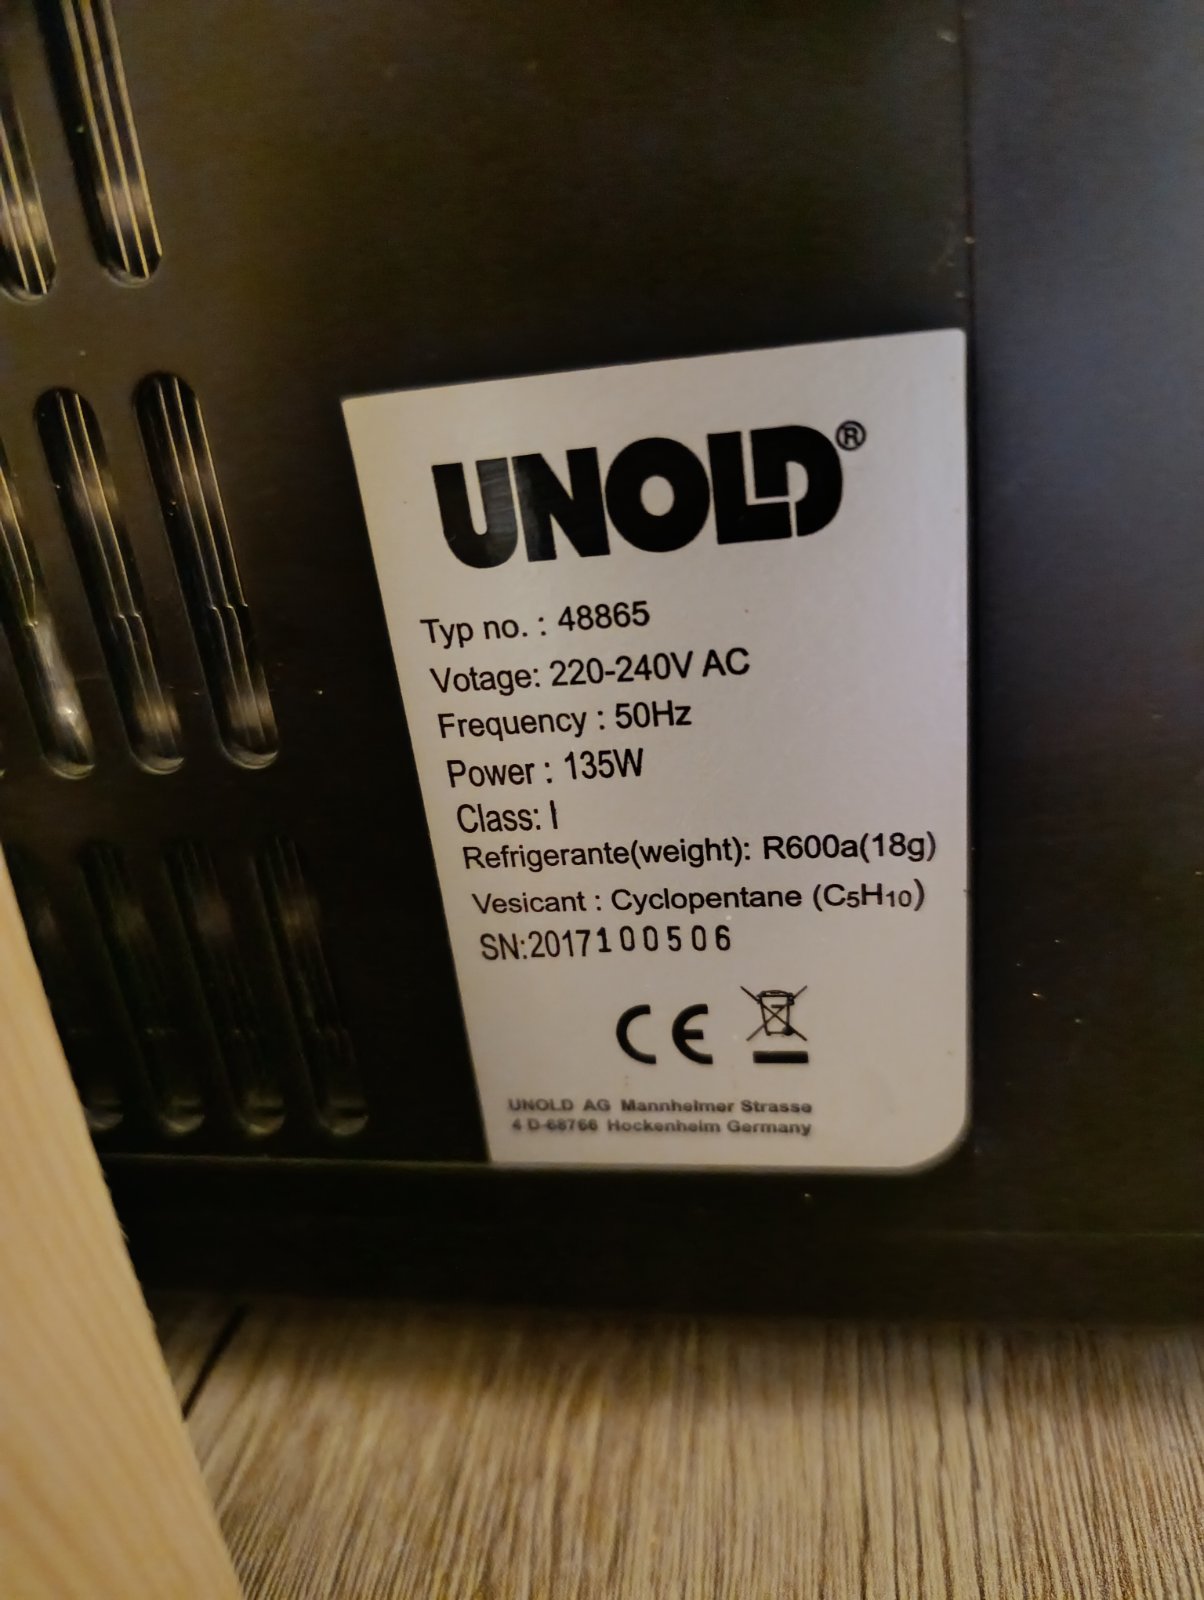 UNOLD®
Typ no. : 48865
Votage: 220-240V AC
Frequency : 50Hz
Power : 135W
Class: I
Refrigerante(weight): R600a(18g)
Vesicant : Cyclopentane (C5H10)
SN:2017100506
CE
UNOLD AG Mannheimer Strasse
4 D-68766 Hockenheim Germany